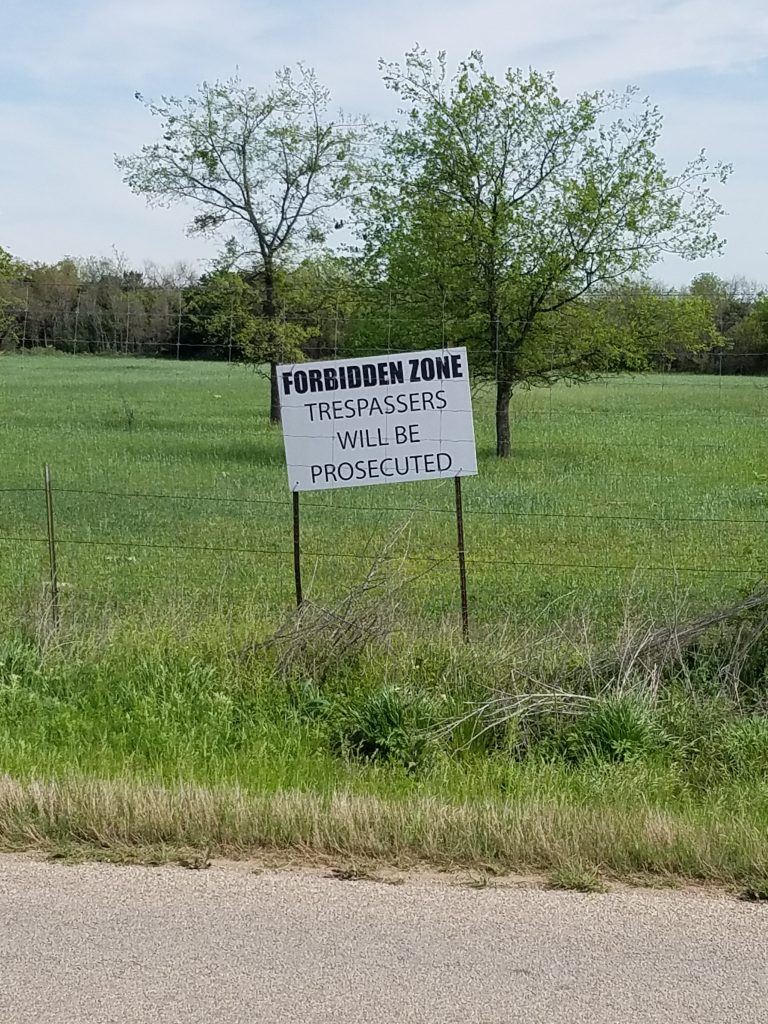 FORBIDDEN ZONE
TRESPASSERS
WILL BE
PROSECUTED